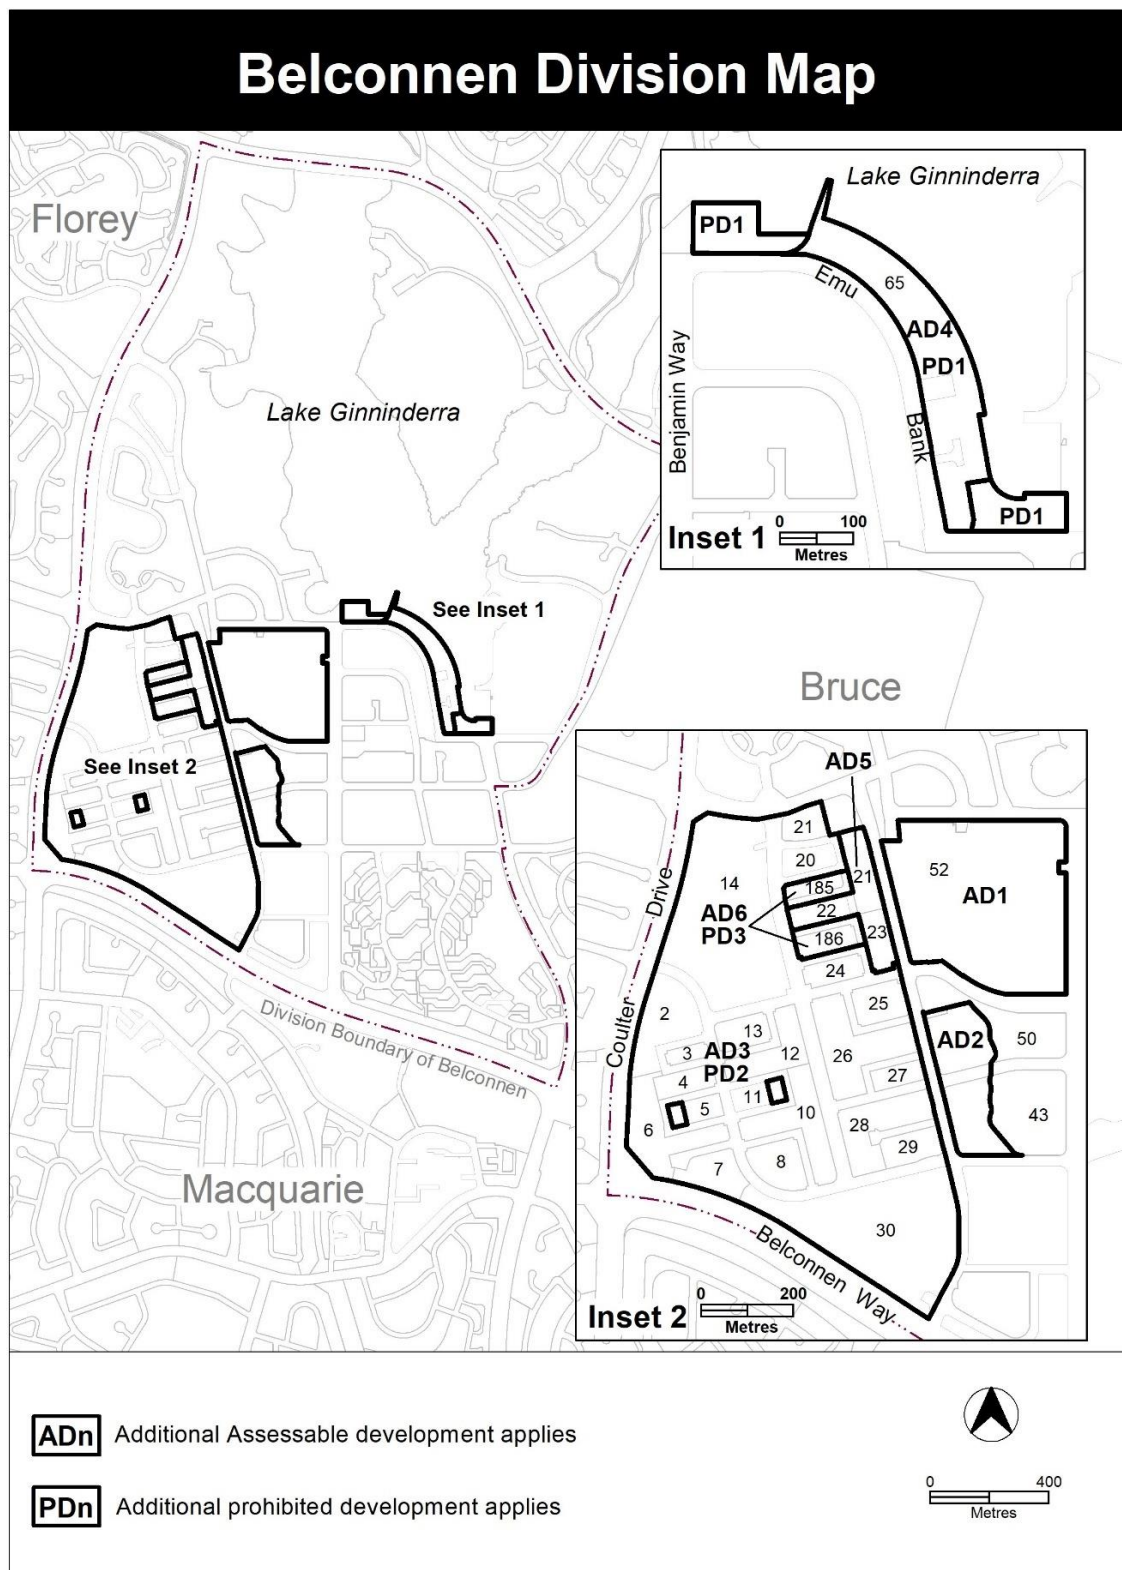 Belconnen Division Map
Florey
Lake Ginninderra
See Inset 1
See Inset 2
Bruce
Division Boundary of Belconnen
Macquarie
Lake Ginninderra
PD1
Emu
65
AD4
PD1
Benjamin Way
Bank
PD1
Inset 1
0 100
Metres
AD5
21
20
14
185
21
52
AD1
Drive
AD6
PD3
22
186
23
24
25
2
Coulter
13
3
AD3
PD2
12
26
AD2
50
4
11
27
5
10
6
28
43
29
7
8
30
Belconnen Way
Inset 2
0 200
Metres
ADn Additional Assessable development applies
PDn Additional prohibited development applies
0 400
Metres